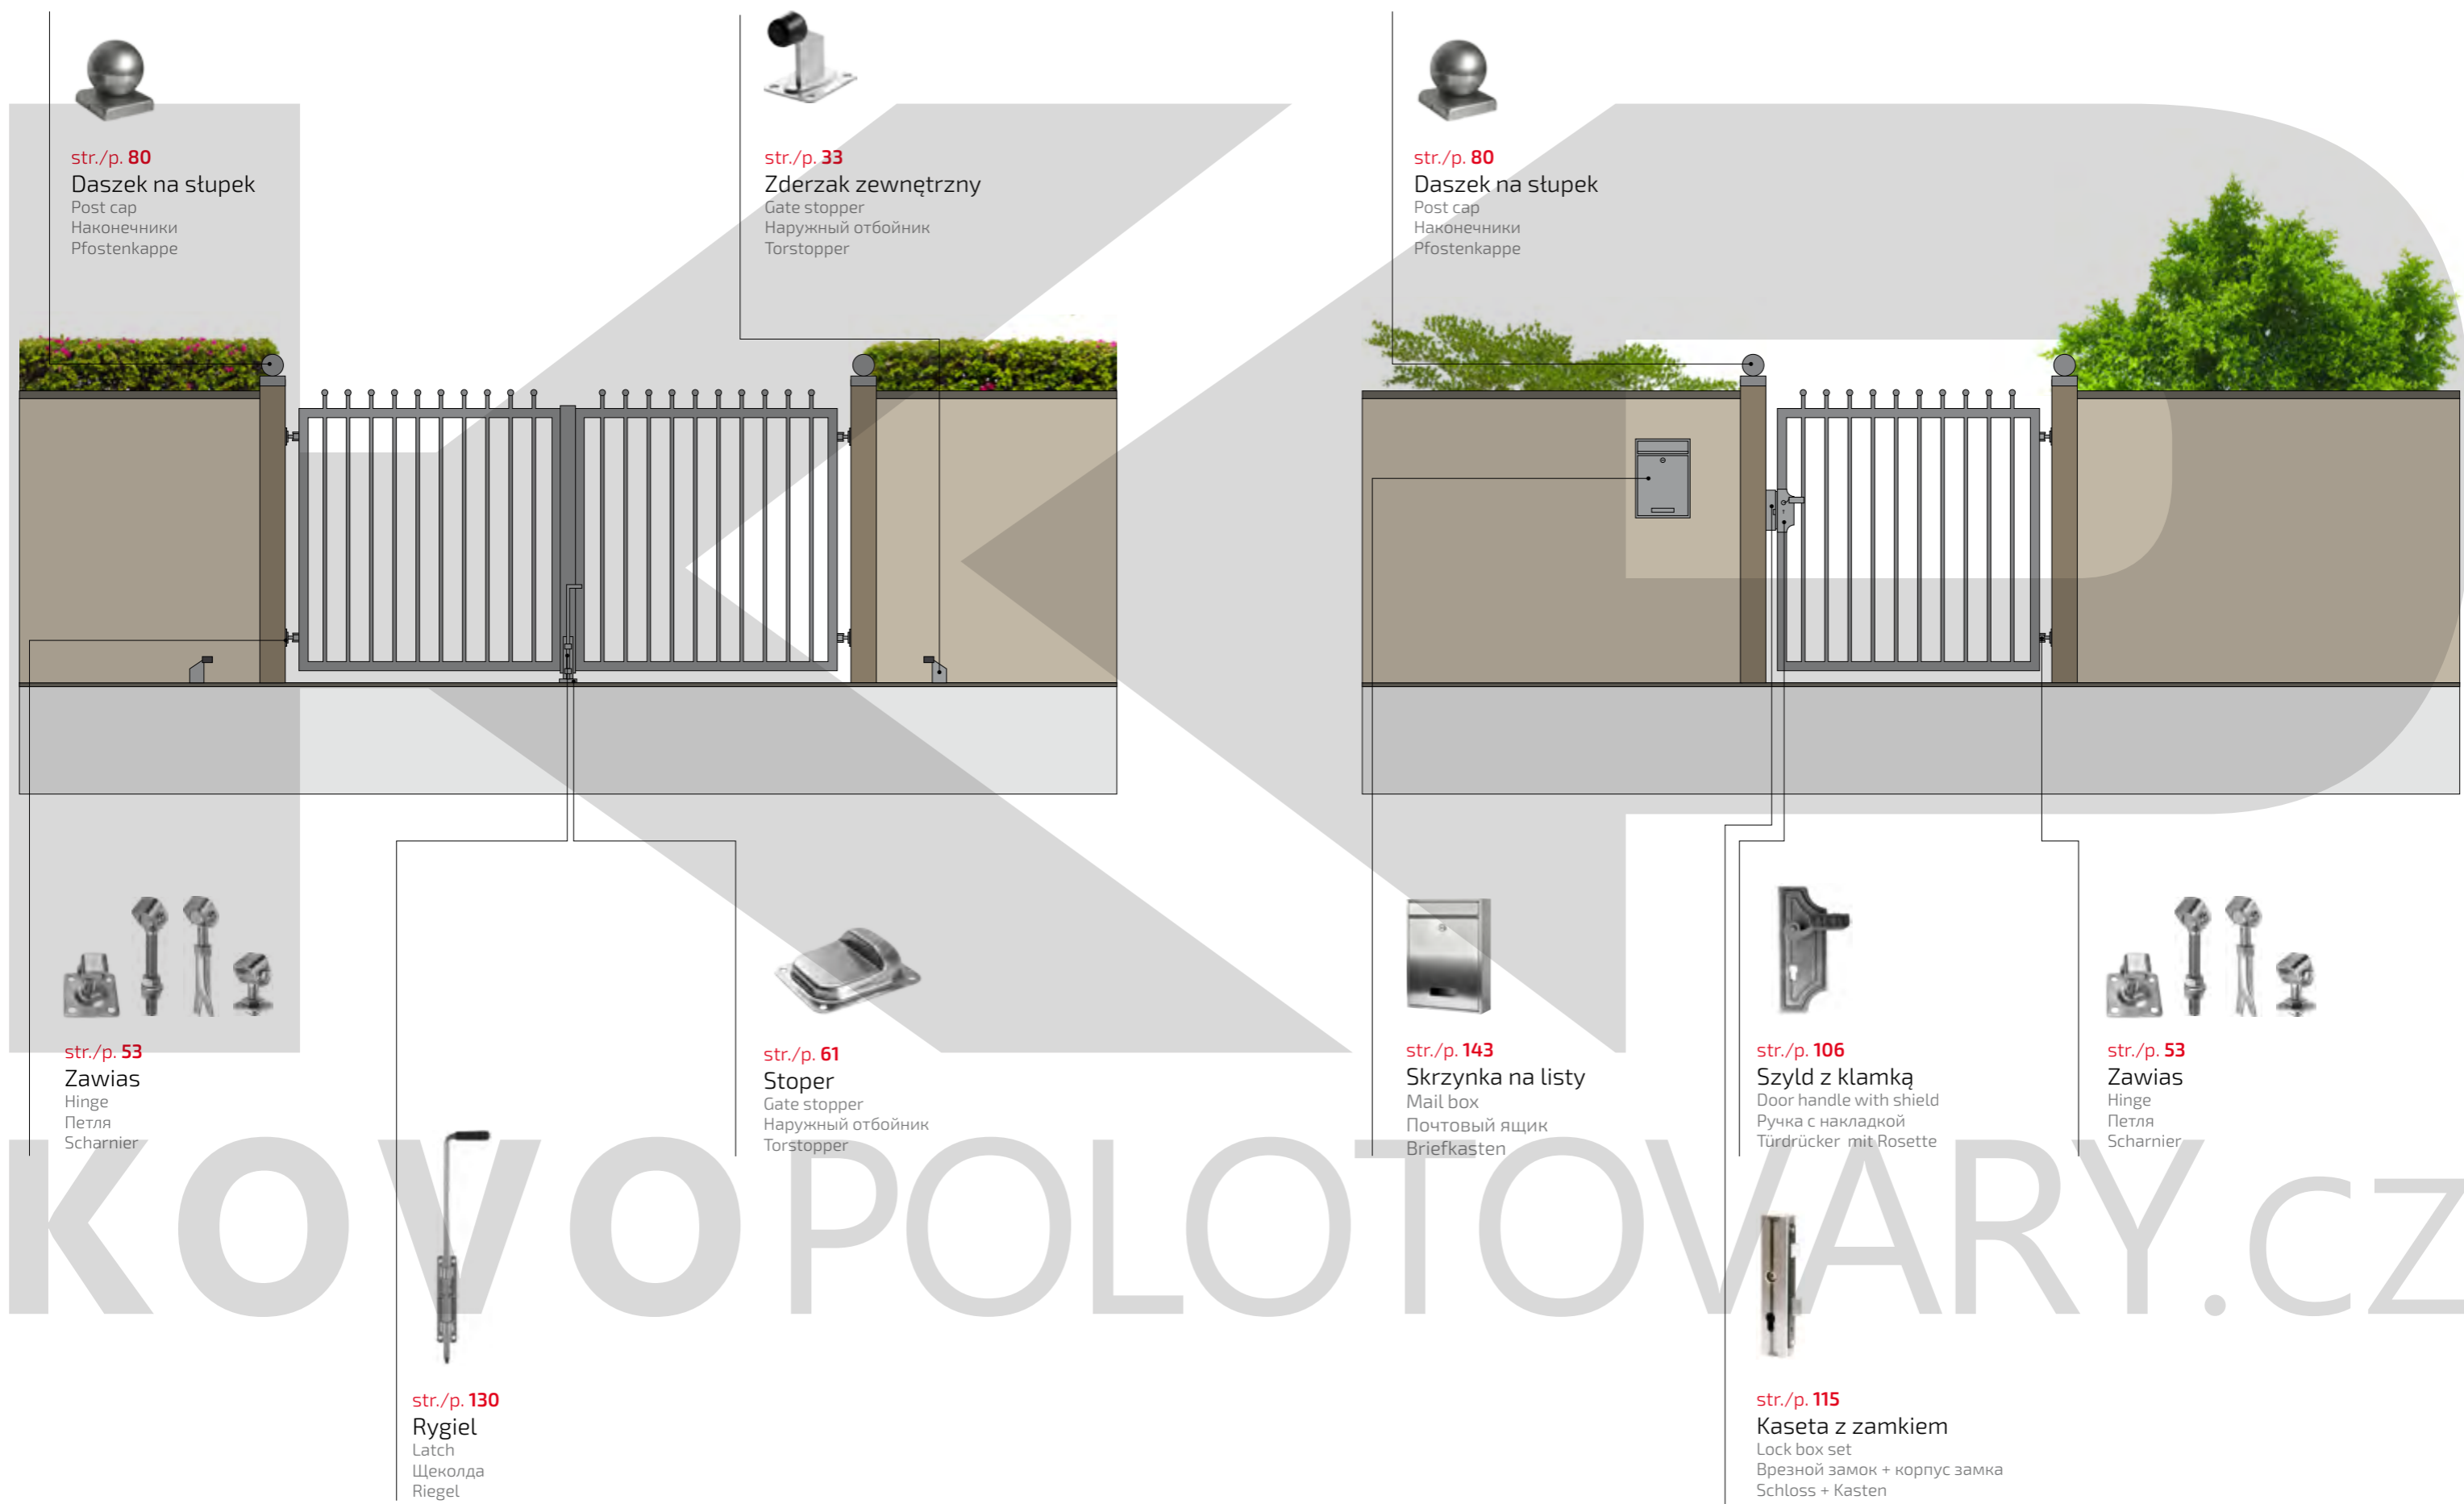 str./p. 80
Daszek na słupek
Post cap
Наконечники
Pfostenkappe
str./p. 33
Zderzak zewnętrzny
Gate stopper
Наружный отбойник
Torstopper
str./p. 80
Daszek na słupek
Post cap
Наконечники
Pfostenkappe
str./p. 53
Zawias
Hinge
Петля
Scharnier
str./p. 61
Stoper
Gate stopper
Наружный отбойник
Torstopper
str./p. 143
Skrzynka na listy
Mail box
Почтовый ящик
Briefkasten
str./p. 106
Szyld z klamką
Door handle with shield
Ручка с накладкой
Türdrücker mit Rosette
str./p. 53
Zawias
Hinge
Петля
Scharnier
KOVOPOLOTOVARY.CZ
str./p. 130
Rygiel
Latch
Щеколда
Riegel
str./p. 115
Kaseta z zamkiem
Lock box set
Врезной замок + корпус замка
Schloss + Kasten